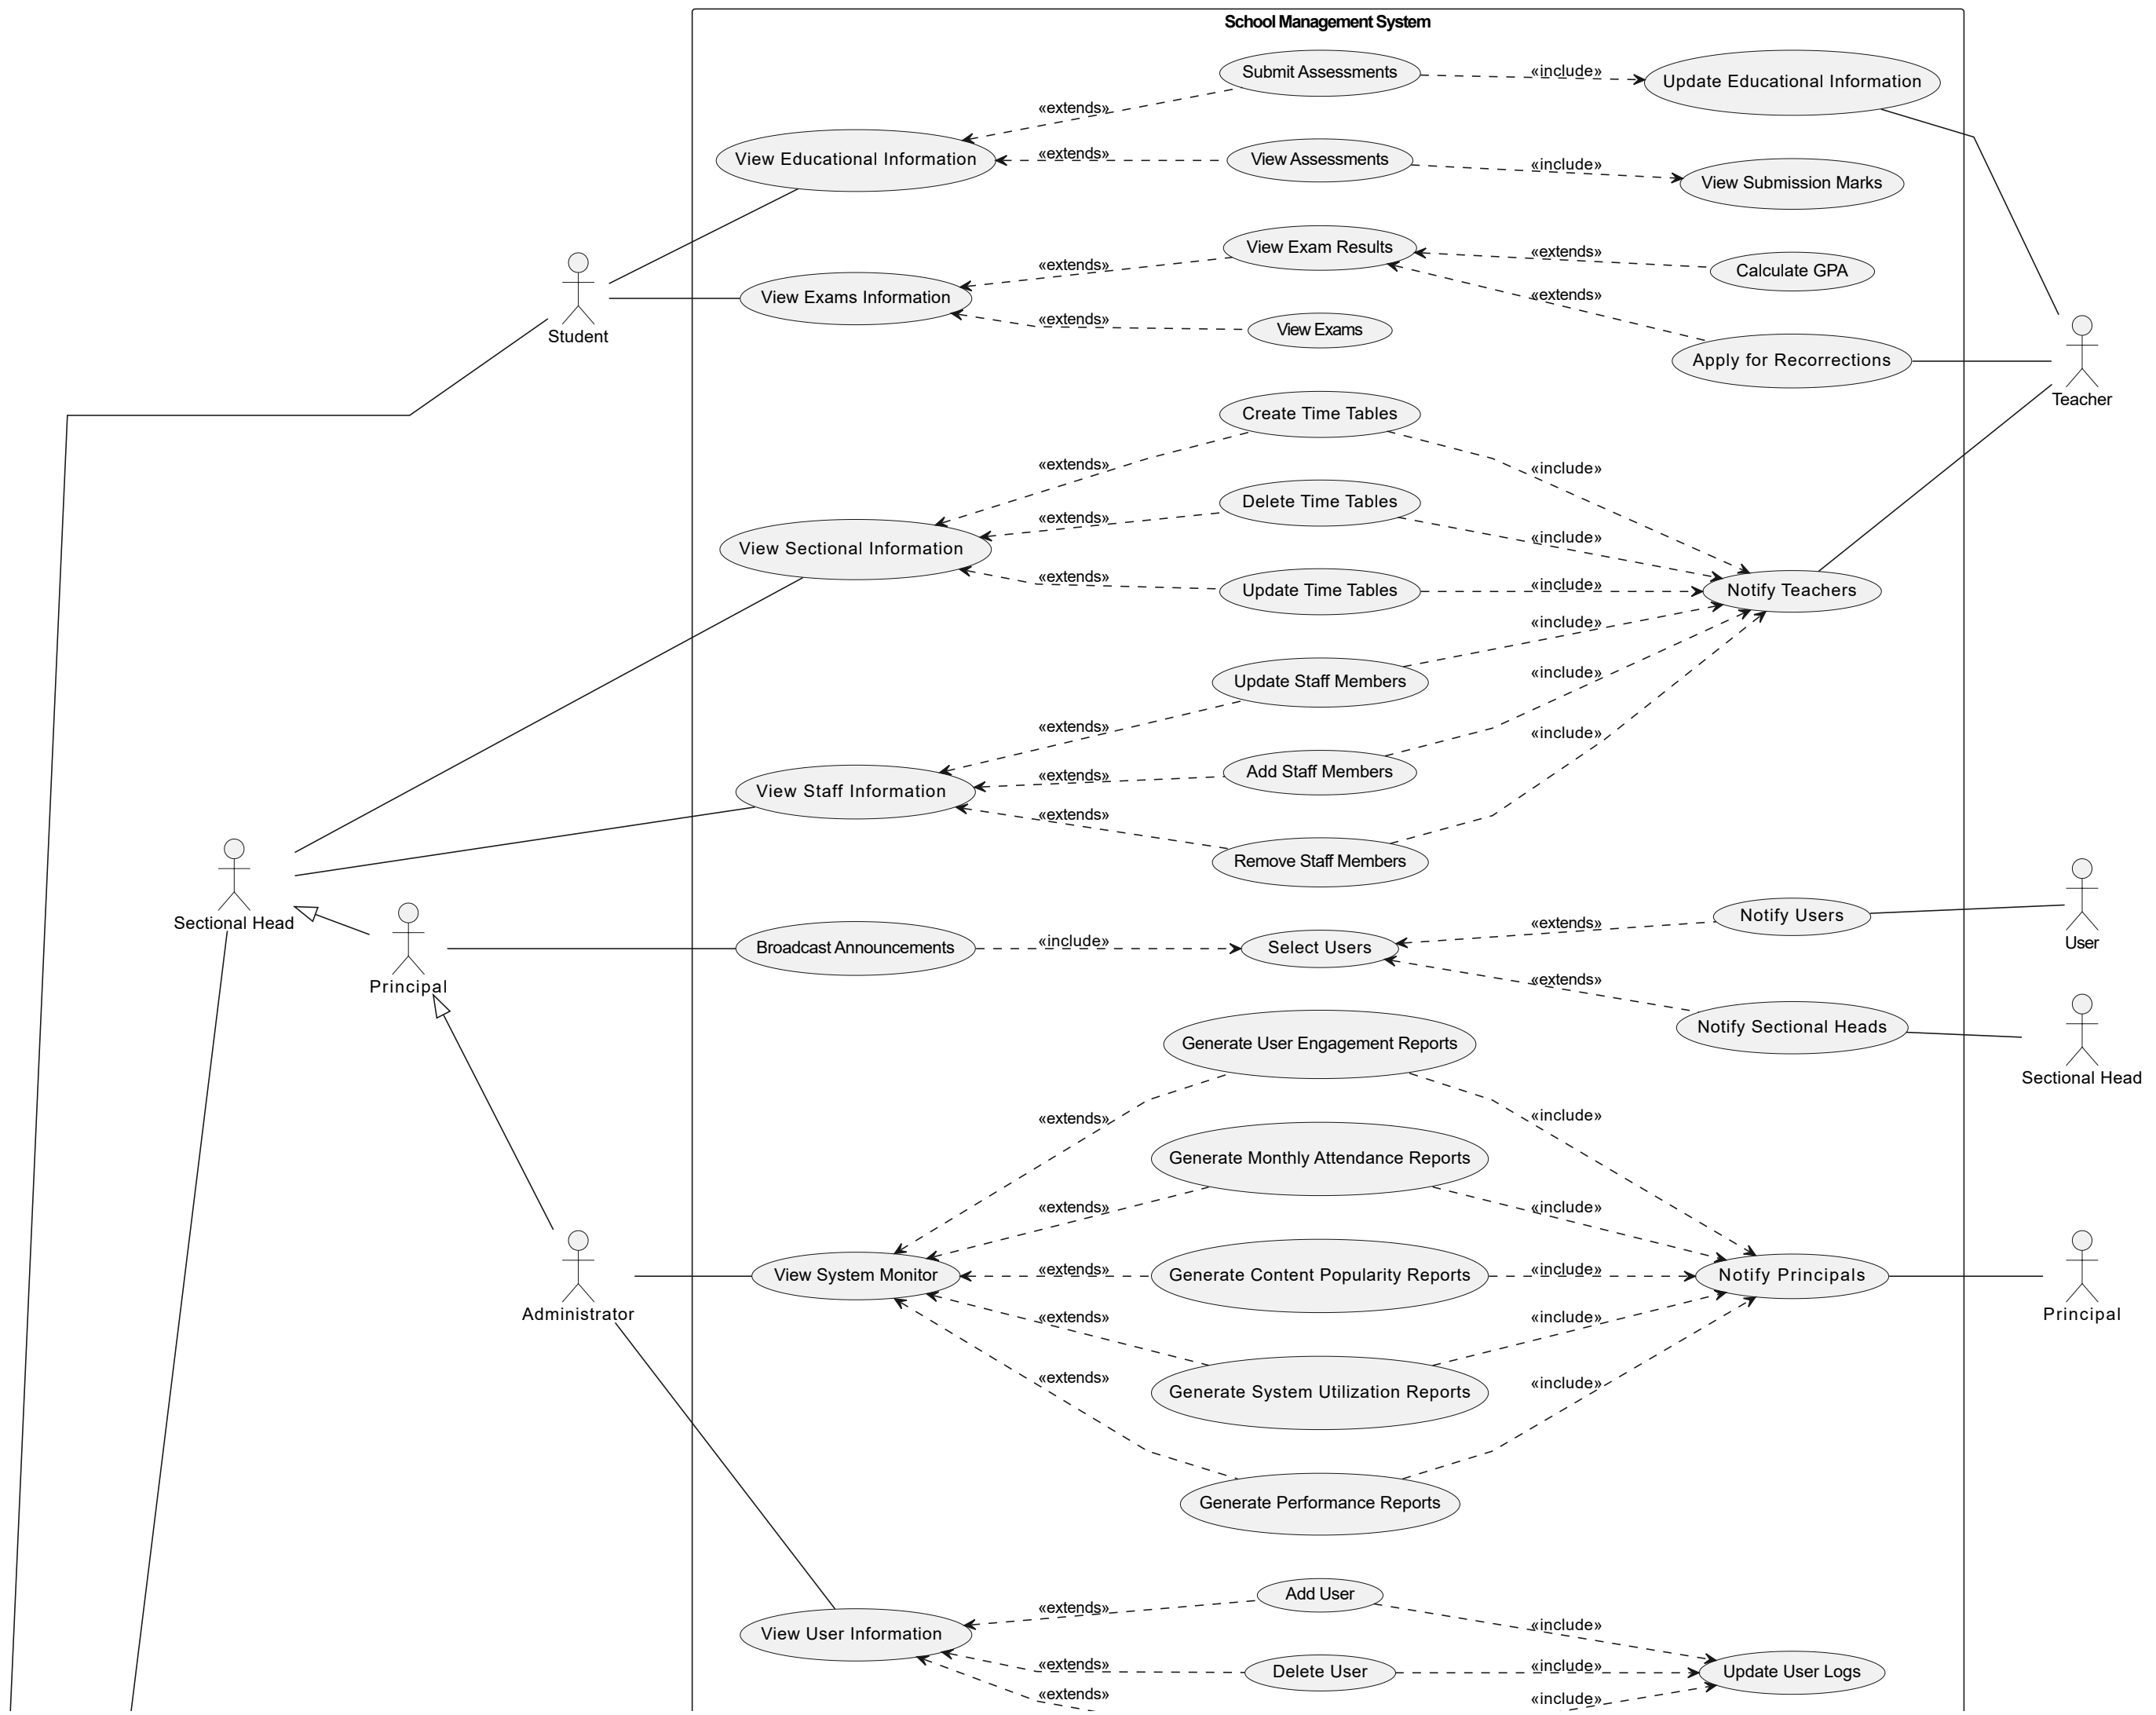 School Management System
Submit Assessments
«include»
Update Educational Information
«extends»
View Educational Information
«extends»
View Assessments
«include»
View Submission Marks
Student
View Exams Information
«extends»
View Exam Results
«extends»
Calculate GPA
«extends»
«extends»
View Exams
Apply for Recorrections
Teacher
Create Time Tables
«extends»
«include»
Delete Time Tables
«extends»
«include»
View Sectional Information
«extends»
Update Time Tables
«include»
Notify Teachers
«include»
Update Staff Members
«include»
«extends»
«include»
View Staff Information
«extends»
Add Staff Members
«extends»
Remove Staff Members
Sectional Head
Principal
Broadcast Announcements
«include»
Select Users
«extends»
Notify Users
User
«extends»
Notify Sectional Heads
Sectional Head
Generate User Engagement Reports
«extends»
«include»
Generate Monthly Attendance Reports
«extends»
«include»
Administrator
View System Monitor
«extends»
Generate Content Popularity Reports
«include»
Notify Principals
Principal
«extends»
«include»
Generate System Utilization Reports
«extends»
«include»
Generate Performance Reports
Add User
«extends»
«include»
View User Information
«extends»
Delete User
«include»
Update User Logs
«extends»
«include»